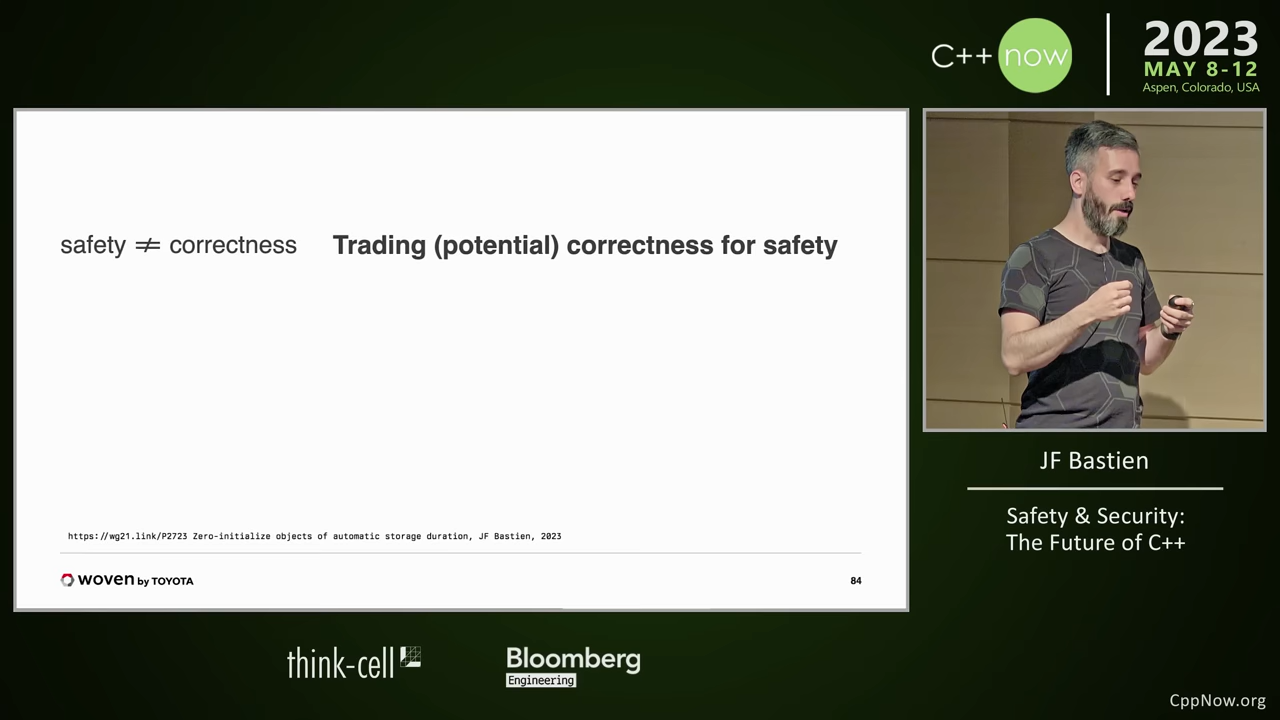 C++ now
2023
MAY 8-12
Aspen, Colorado, USA
safety ≠ correctness
Trading (potential) correctness for safety
https://wg21.link/P2723 Zero-initialize objects of automatic storage duration, JF Bastien, 2023
woven by TOYOTA
84
JF Bastien
Safety & Security:
The Future of C++
think-cell
Bloomberg
Engineering
CppNow.org